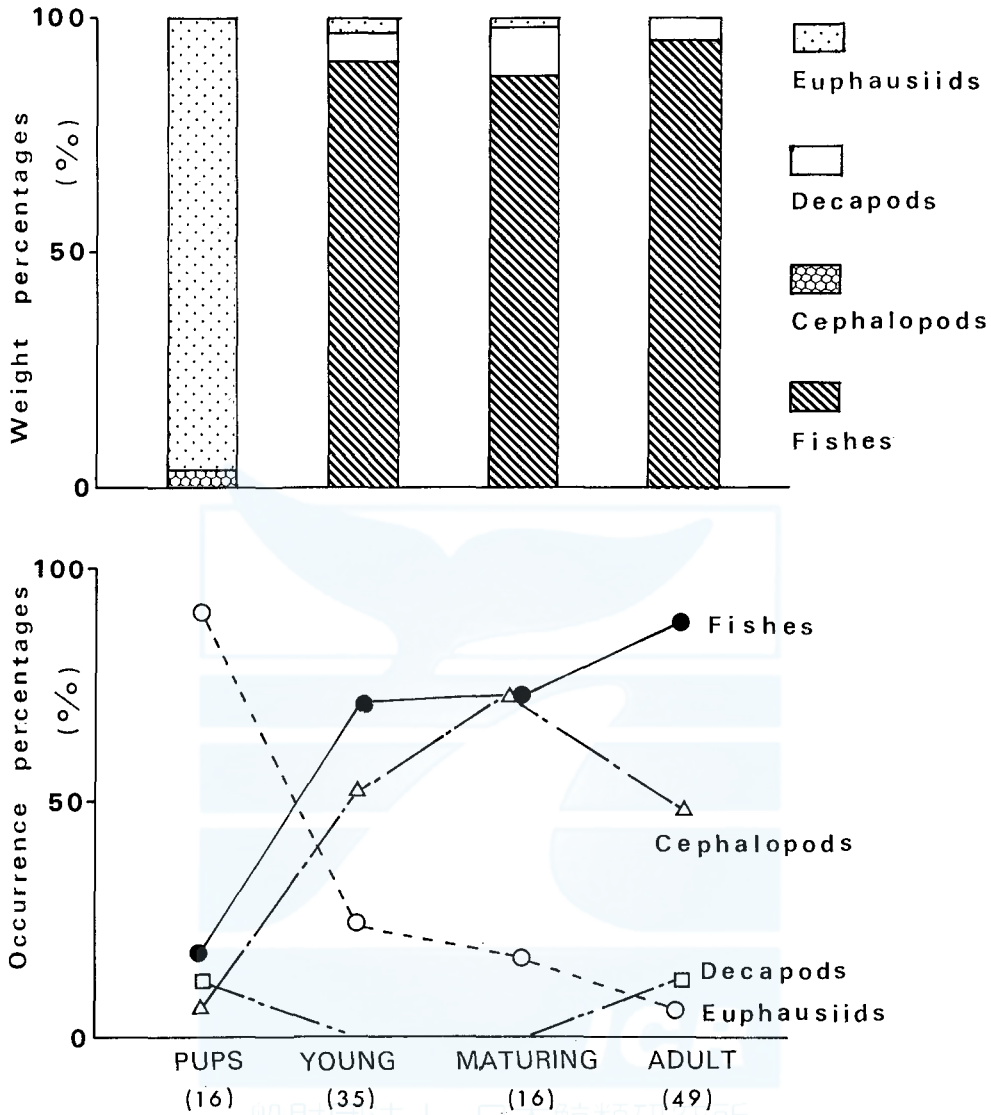 100
50
0
Weight percentages
(%)
Euphausiids
Decapods
Cephalopods
Fishes
100
50
0
Occurrence percentages
(%)
Fishes
Cephalopods
Decapods
Euphausiids
PUPS YOUNG MATURING ADULT
(16) (35) (16) (49)